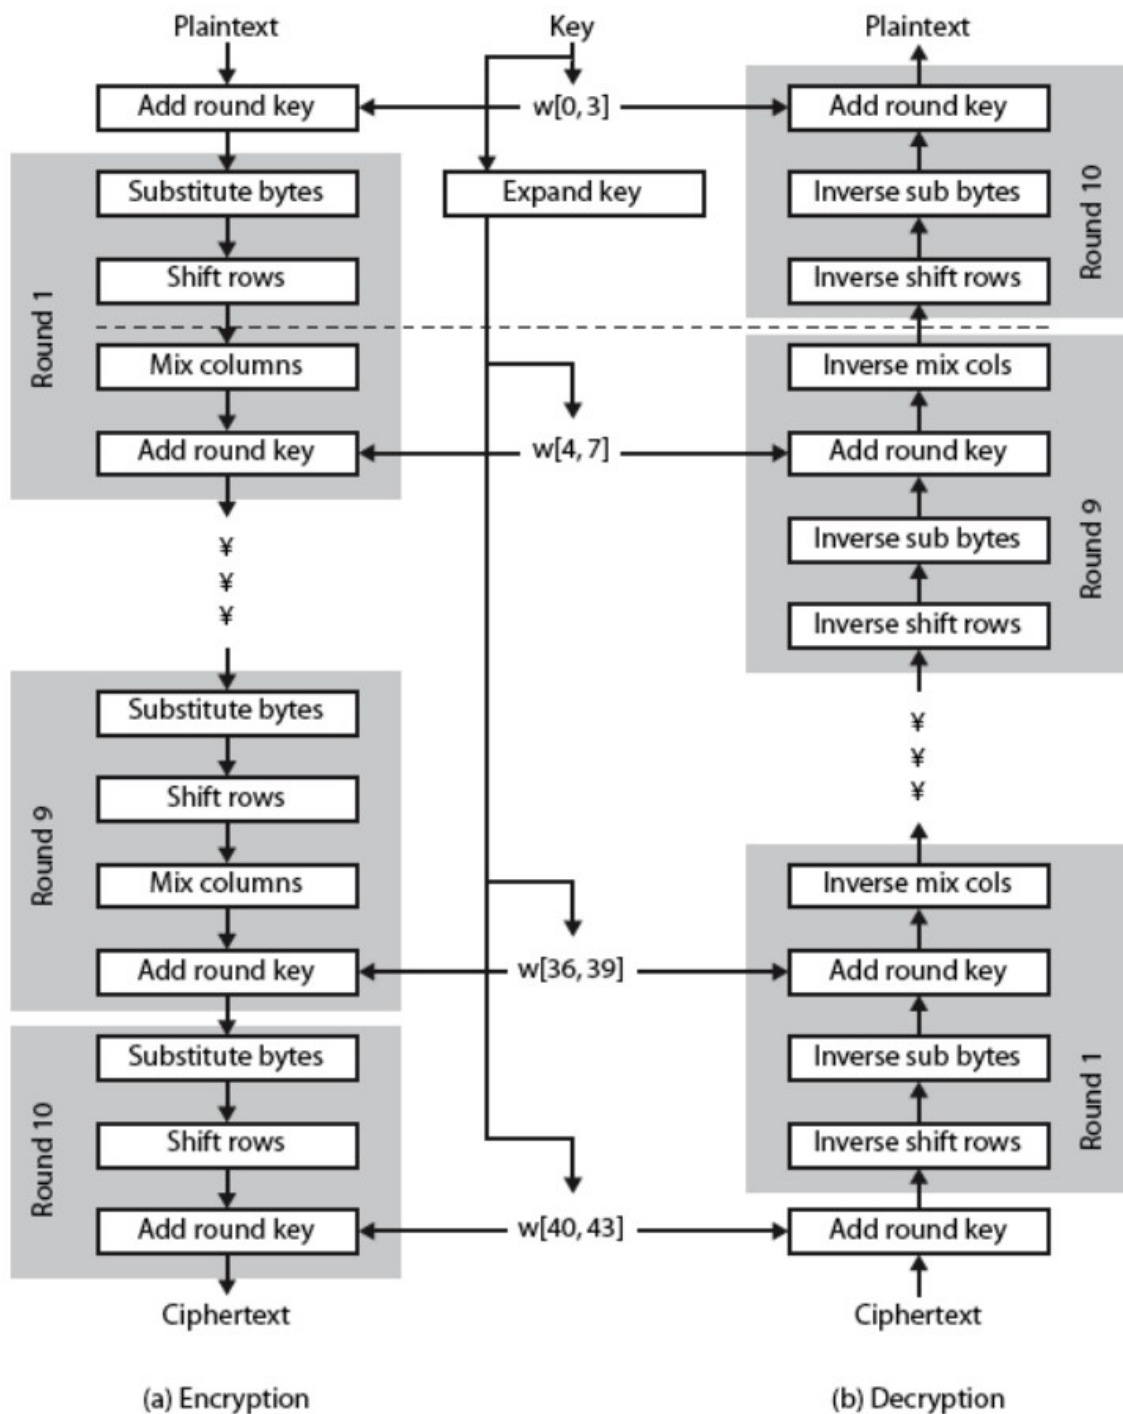 Plaintext
Add round key
Round 1
Substitute bytes
Shift rows
Mix columns
Add round key
¥
¥
¥
Round 9
Substitute bytes
Shift rows
Mix columns
Add round key
Round 10
Substitute bytes
Shift rows
Add round key
Ciphertext
(a) Encryption
Key
w[0, 3]
Expand key
w[4, 7]
w[36, 39]
w[40, 43]
Plaintext
Add round key
Inverse sub bytes
Inverse shift rows
Round 10
Inverse mix cols
Add round key
Inverse sub bytes
Inverse shift rows
Round 9
¥
¥
¥
Inverse mix cols
Add round key
Inverse sub bytes
Inverse shift rows
Round 1
Add round key
Ciphertext
(b) Decryption